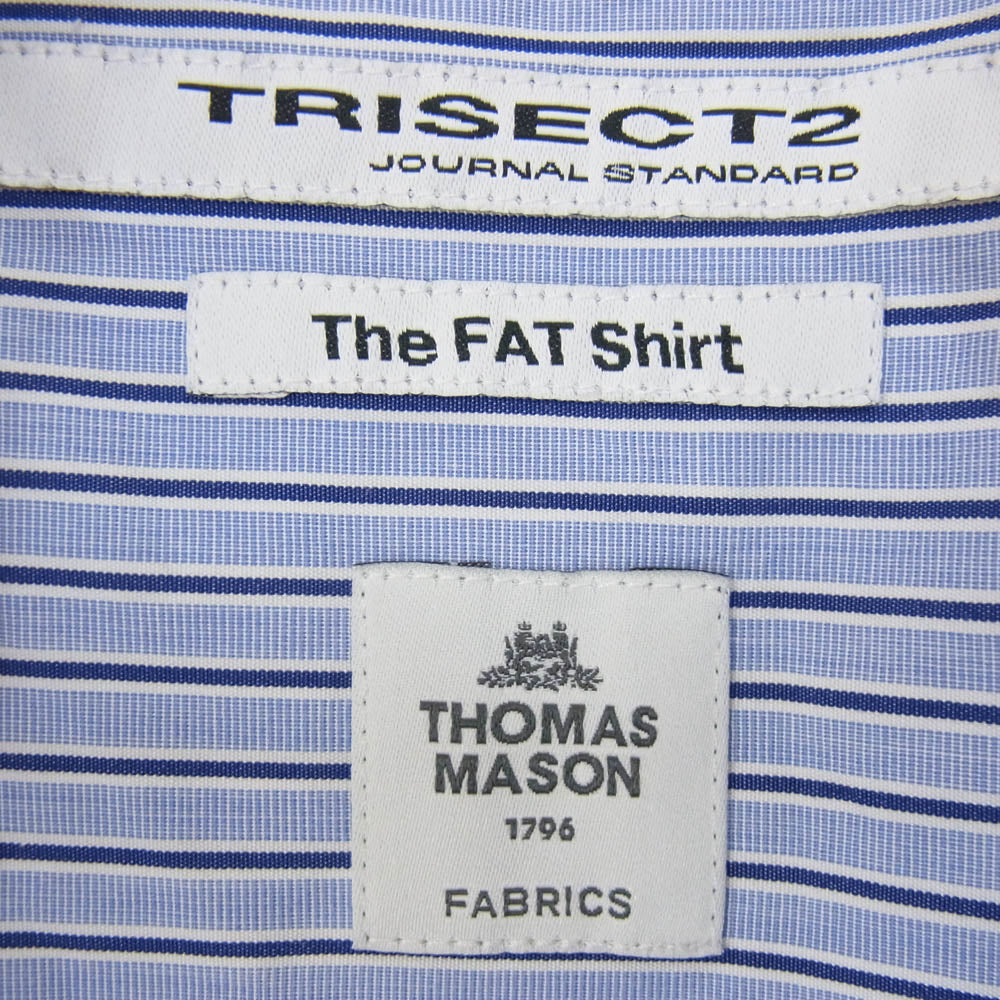 TRISECT2
JOURNAL STANDARD
The FAT Shirt
THOMAS
MASON
1796
FABRICS